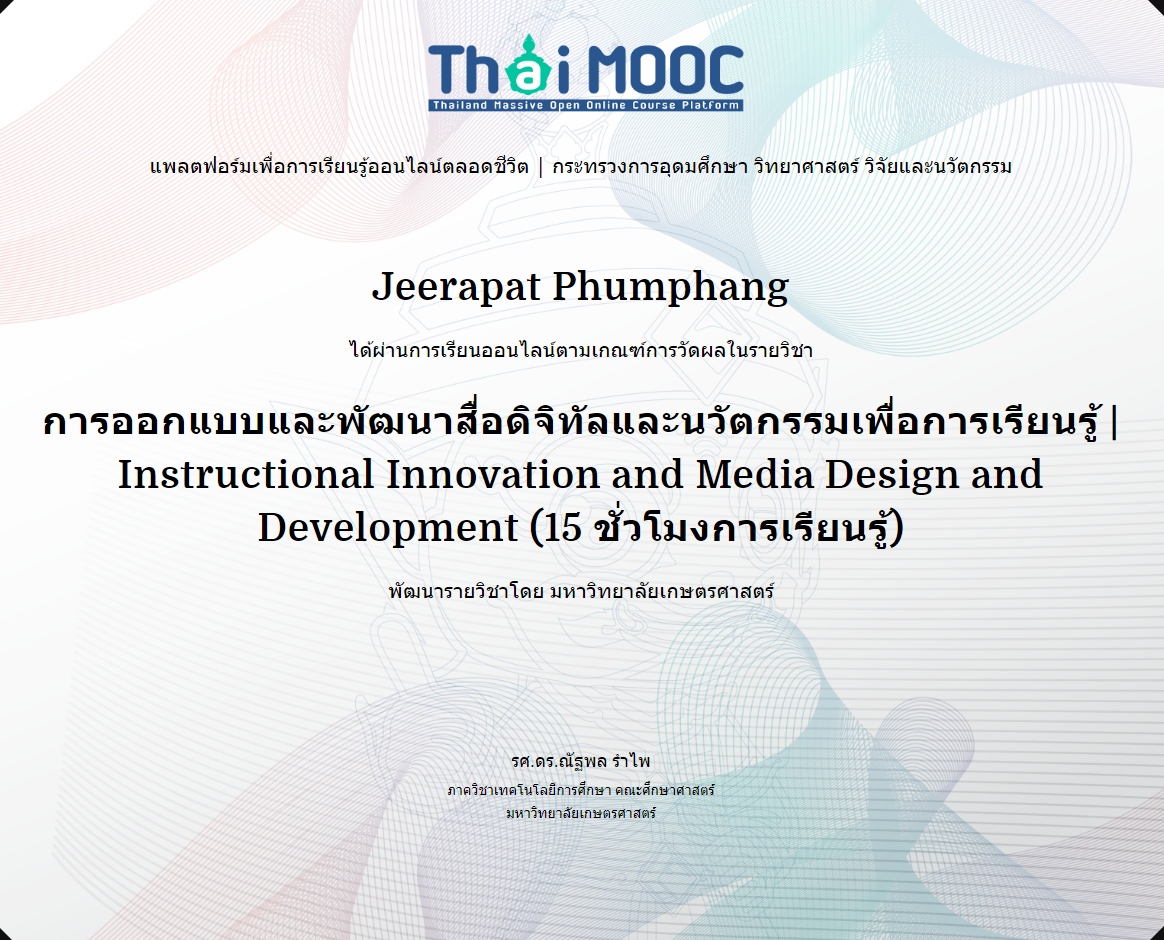 Thai MOOC
Thailand Massive Open Online Course Platform
แพลตฟอร์มเพื่อการเรียนรู้ออนไลน์ตลอดชีวิต | กระทรวงการอุดมศึกษา วิทยาศาสตร์ วิจัยและนวัตกรรม
Jeerapat Phumphang
ได้ผ่านการเรียนออนไลน์ตามเกณฑ์การวัดผลในรายวิชา
การออกแบบและพัฒนาสื่อดิจิทัลและนวัตกรรมเพื่อการเรียนรู้ |
Instructional Innovation and Media Design and
Development (15 ชั่วโมงการเรียนรู้)
พัฒนารายวิชาโดย มหาวิทยาลัยเกษตรศาสตร์
รศ.ดร.ณัฐพล รำไพ
ภาควิชาเทคโนโลยีการศึกษา คณะศึกษาศาสตร์
มหาวิทยาลัยเกษตรศาสตร์